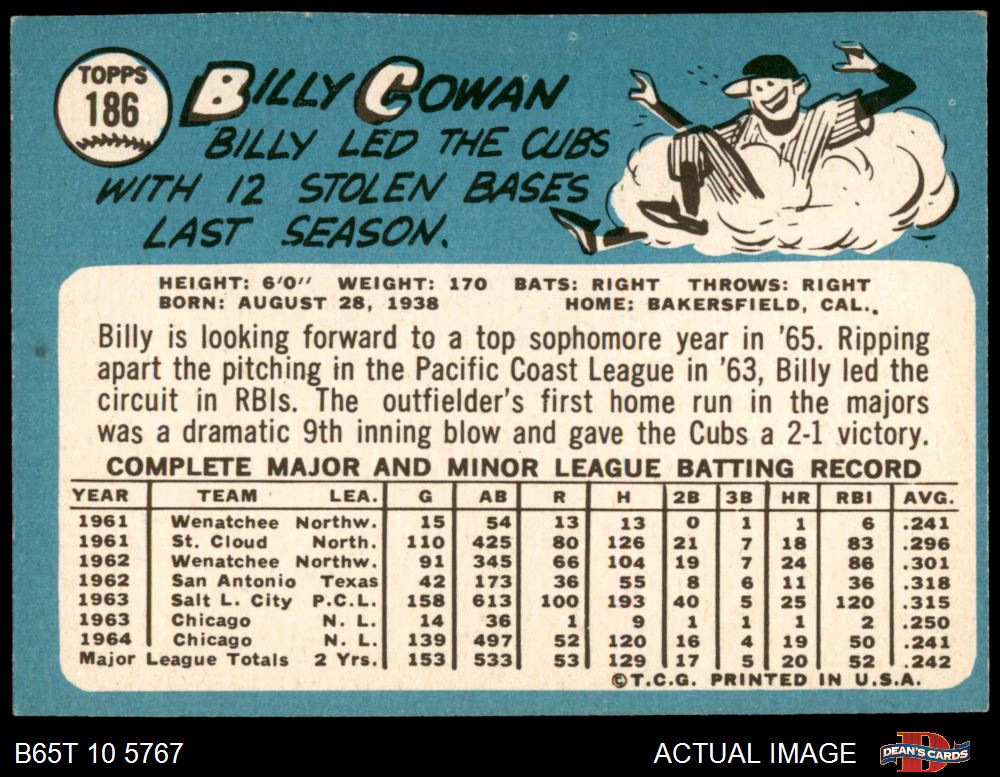 TOPPS
186
BILLY COWAN
BILLY LED THE CUBS
WITH 12 STOLEN BASES
LAST SEASON.
HEIGHT: 6'0" WEIGHT: 170 BATS: RIGHT THROWS: RIGHT
BORN: AUGUST 28, 1938 HOME: BAKERSFIELD, CAL..
Billy is looking forward to a top sophomore year in '65. Ripping
apart the pitching in the Pacific Coast League in '63, Billy led the
circuit in RBIs. The outfielder's first home run in the majors
was a dramatic 9th inning blow and gave the Cubs a 2-1 victory.
COMPLETE MAJOR AND MINOR LEAGUE BATTING RECORD
YEAR TEAM LEA. G AB R H 2B 3B HR RBI AVG.
1961 Wenatchee Northw. 15 54 13 13 0 1 1 6 .241
1961 St. Cloud North. 110 425 80 126 21 7 18 83 .296
1962 Wenatchee Northw. 91 345 66 104 19 7 24 86 .301
1962 San Antonio Texas 42 173 36 55 8 6 11 36 .318
1963 Salt L. City P.C.L. 158 613 100 193 40 5 25 120 .315
1963 Chicago N. L. 14 36 1 9 1 1 1 2 .250
1964 Chicago N. L. 139 497 52 120 16 4 19 50 .241
Major League Totals 2 Yrs. 153 533 53 129 17 5 20 52 .242
©T.C.G. PRINTED IN U.S.A.
B65T 10 5767 ACTUAL IMAGE DEAN'S CARDS